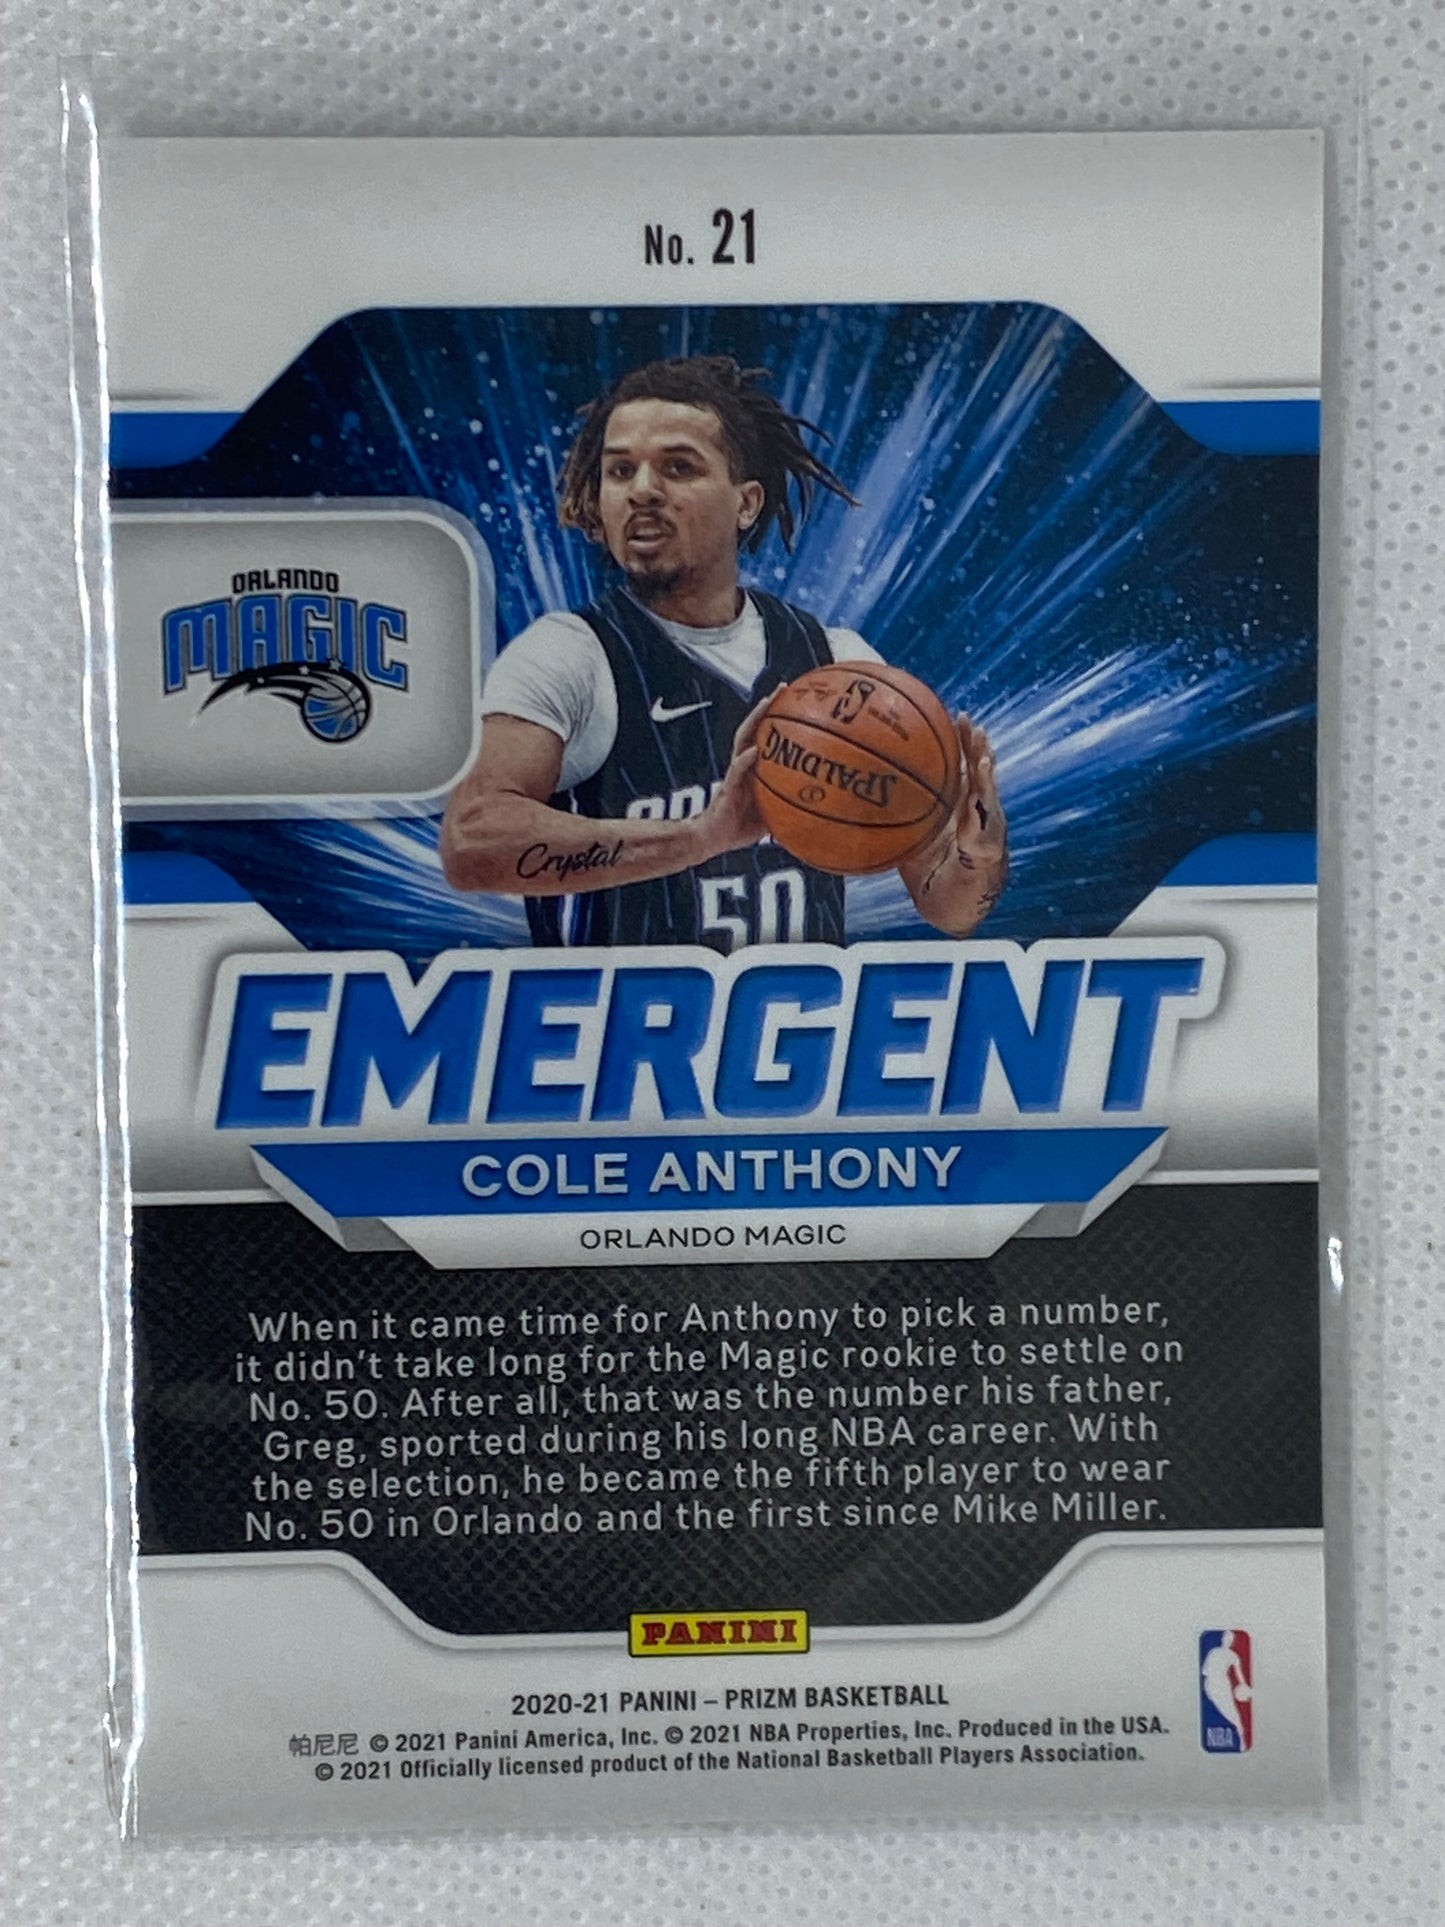 No. 21
ORLANDO
MAGIC
SPALDING
Crystal
50
EMERGENT
COLE ANTHONY
ORLANDO MAGIC
When it came time for Anthony to pick a number,
it didn't take long for the Magic rookie to settle on
No. 50. After all, that was the number his father,
Greg, sported during his long NBA career. With
the selection, he became the fifth player to wear
No. 50 in Orlando and the first since Mike Miller.
PANINI
2020-21 PANINI – PRIZM BASKETBALL
帕尼尼 © 2021 Panini America, Inc. © 2021 NBA Properties, Inc. Produced in the USA.
© 2021 Officially licensed product of the National Basketball Players Association.
NBA